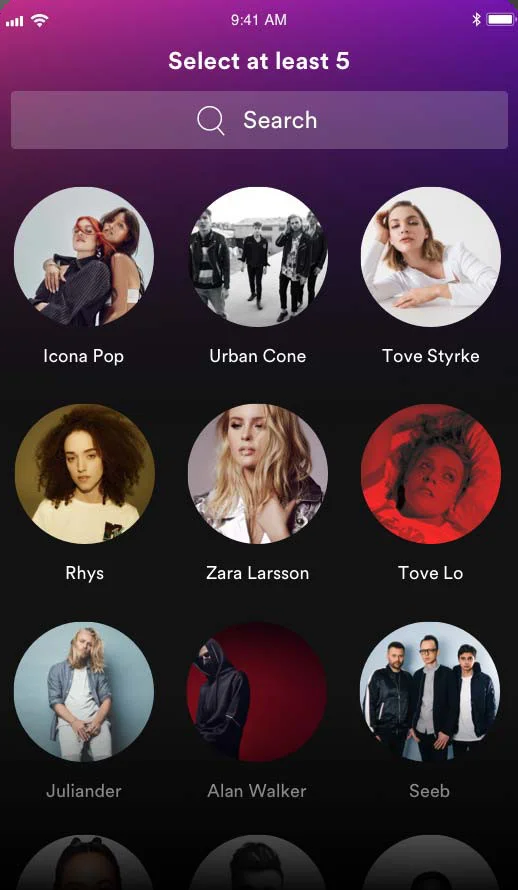 9:41 AM
Select at least 5
Search
Icona Pop
Urban Cone
Tove Styrke
Rhys
Zara Larsson
Tove Lo
Juliander
Alan Walker
Seeb